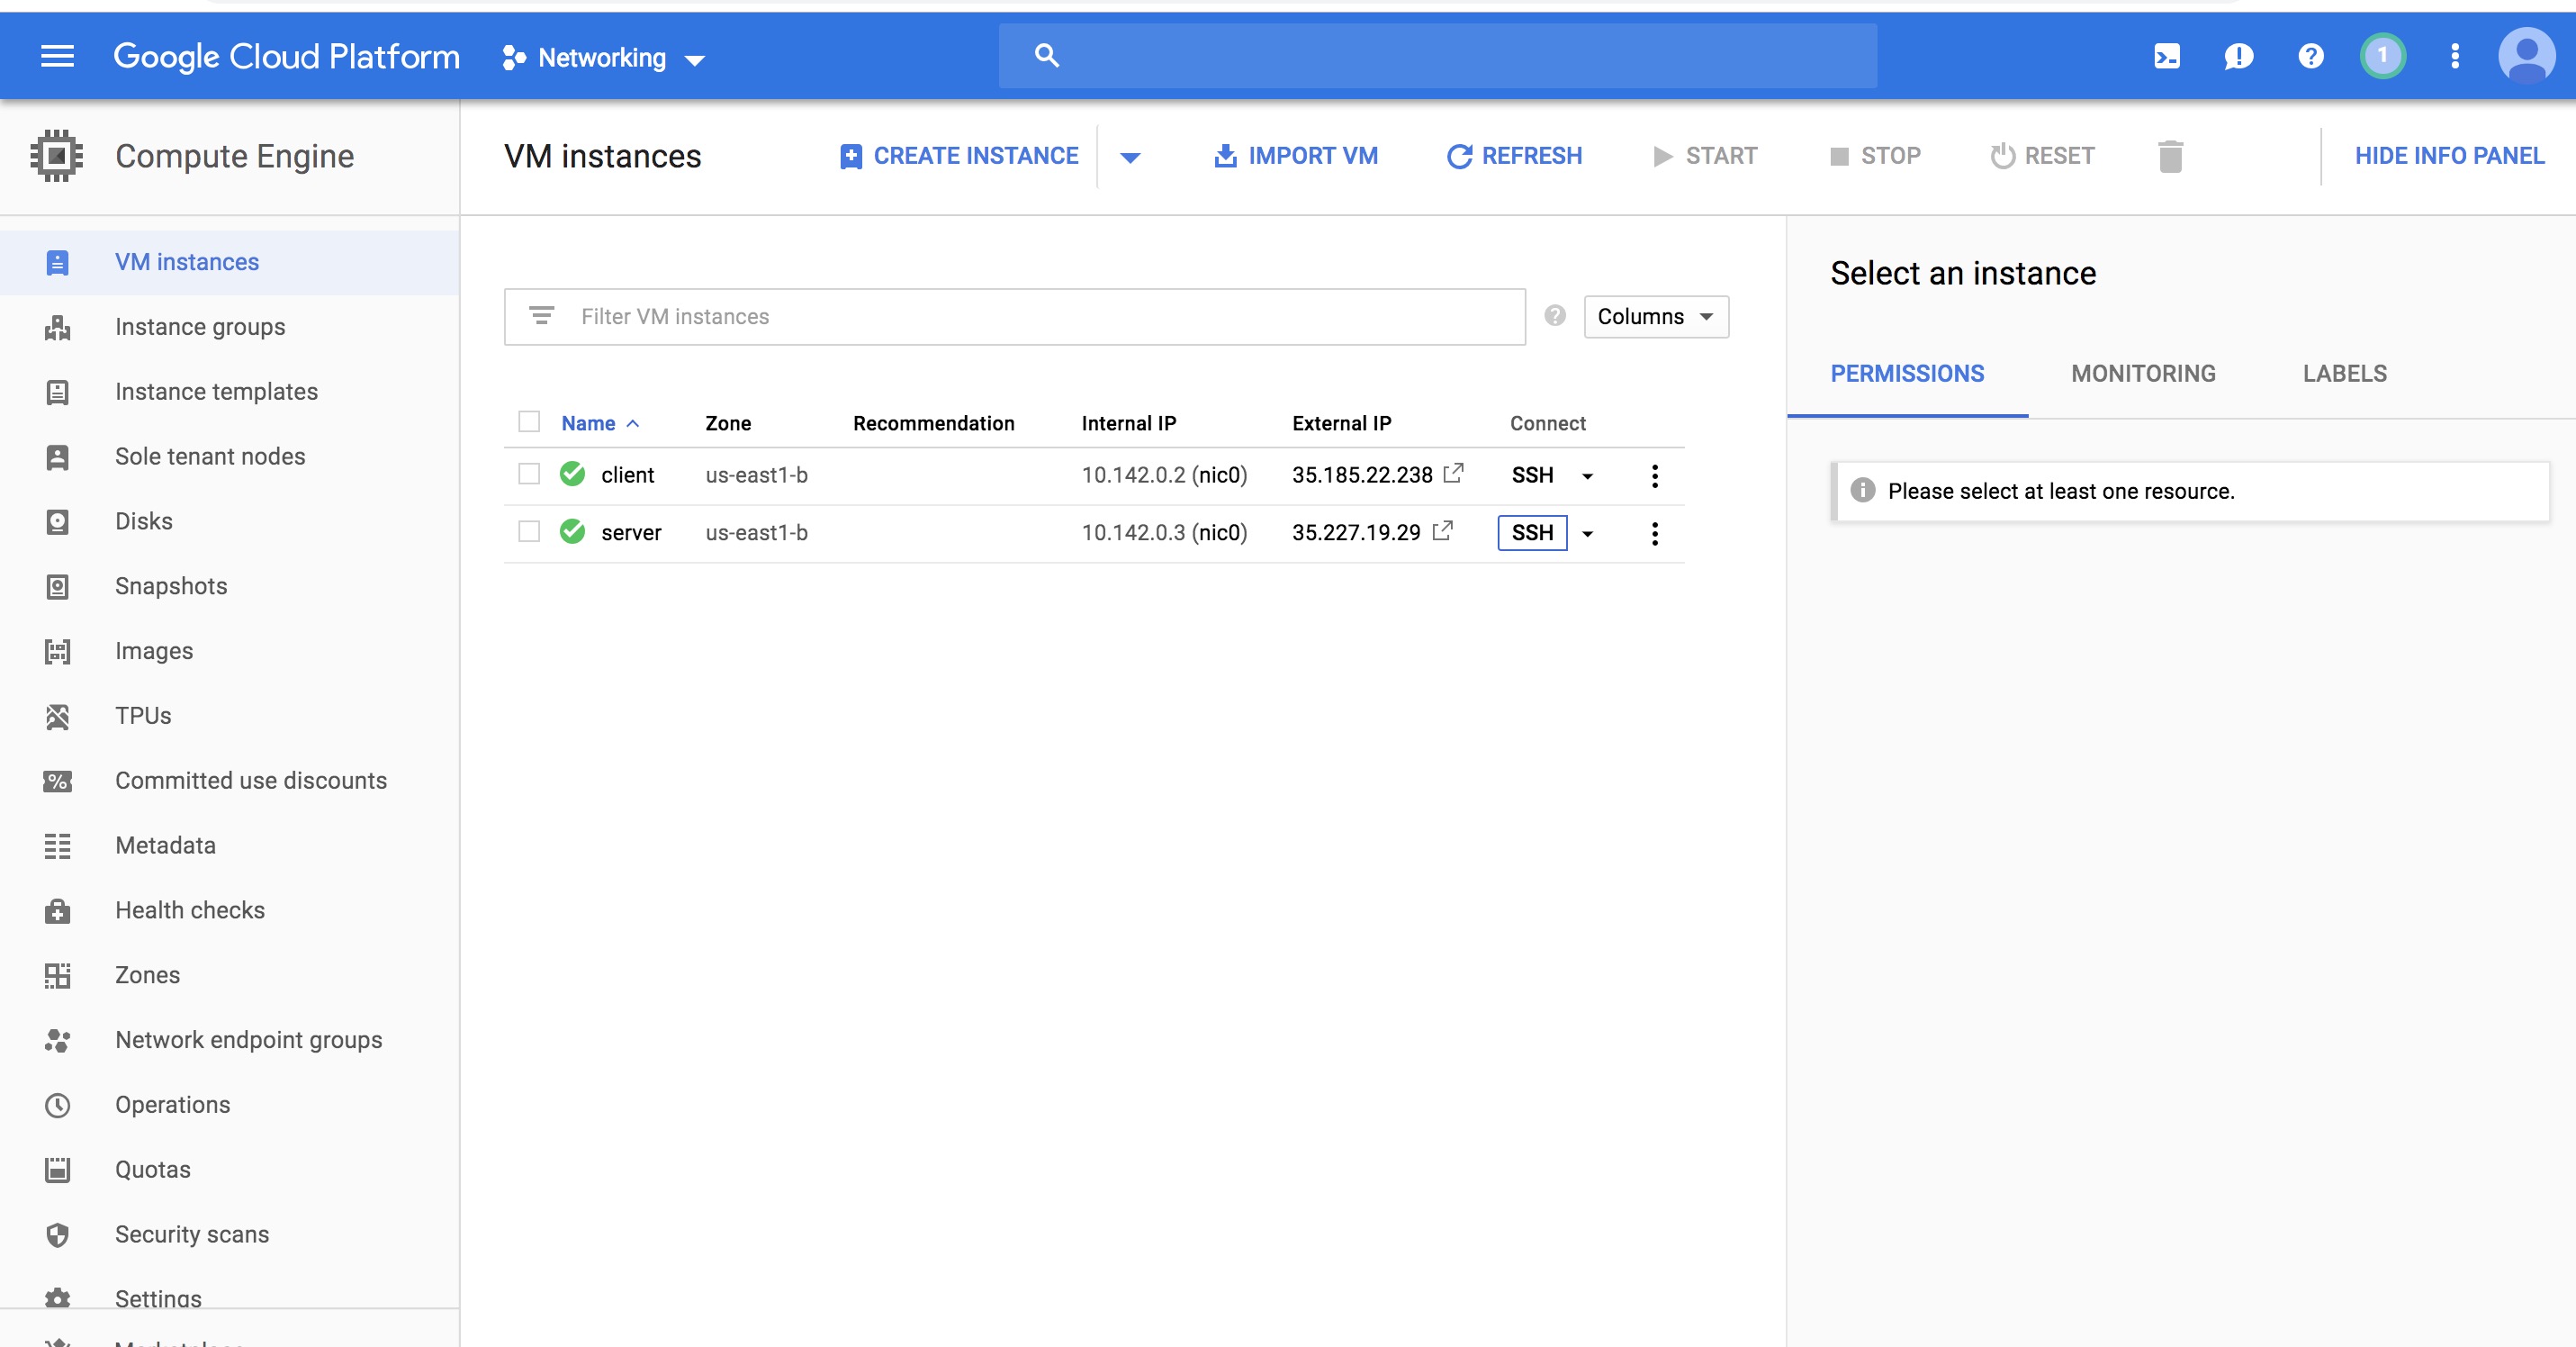 Google Cloud Platform Networking 1
Compute Engine
VM instances CREATE INSTANCE IMPORT VM REFRESH START STOP RESET HIDE INFO PANEL
VM instances
Instance groups
Instance templates
Sole tenant nodes
Disks
Snapshots
Images
TPUs
Committed use discounts
Metadata
Health checks
Zones
Network endpoint groups
Operations
Quotas
Security scans
Settings
Filter VM instances Columns
Name Zone Recommendation Internal IP External IP Connect
client us-east1-b 10.142.0.2 (nic0) 35.185.22.238 SSH
server us-east1-b 10.142.0.3 (nic0) 35.227.19.29 SSH
Select an instance
PERMISSIONS MONITORING LABELS
Please select at least one resource.